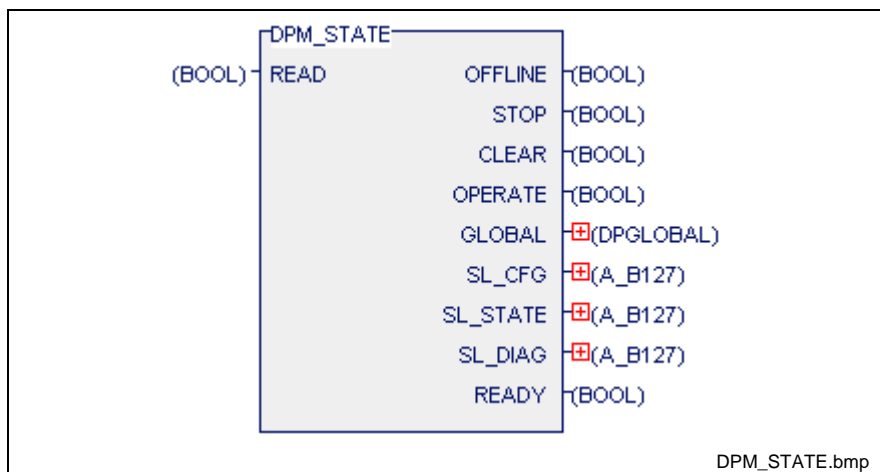 DPM_STATE
(BOOL) READ OFFLINE (BOOL)
STOP (BOOL)
CLEAR (BOOL)
OPERATE (BOOL)
GLOBAL (DPGLOBAL)
SL_CFG (A_B127)
SL_STATE (A_B127)
SL_DIAG (A_B127)
READY (BOOL)
DPM_STATE.bmp